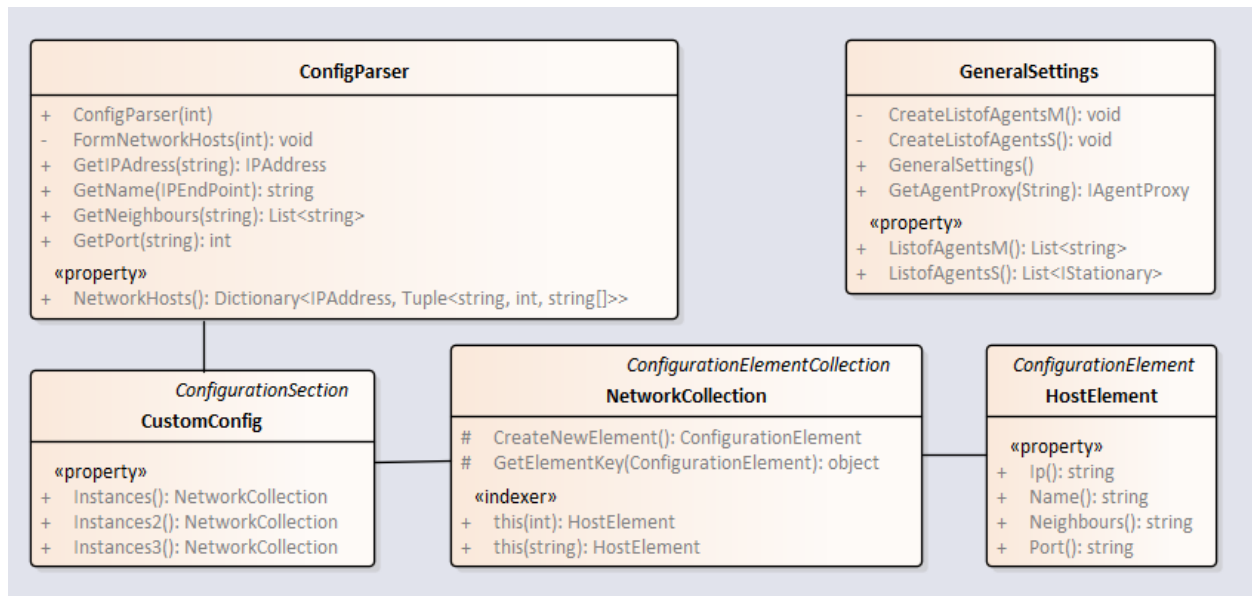 ConfigParser
+ ConfigParser(int)
- FormNetworkHosts(int): void
+ GetIPAdress(string): IPAddress
+ GetName(IPEndPoint): string
+ GetNeighbours(string): List<string>
+ GetPort(string): int
«property»
+ NetworkHosts(): Dictionary<IPAddress, Tuple<string, int, string[]>>
GeneralSettings
- CreateListofAgentsM(): void
- CreateListofAgentsS(): void
+ GeneralSettings()
+ GetAgentProxy(String): IAgentProxy
«property»
+ ListofAgentsM(): List<string>
+ ListofAgentsS(): List<IStationary>
ConfigurationSection
CustomConfig
«property»
+ Instances(): NetworkCollection
+ Instances2(): NetworkCollection
+ Instances3(): NetworkCollection
ConfigurationElementCollection
NetworkCollection
# CreateNewElement(): ConfigurationElement
# GetElementKey(ConfigurationElement): object
«indexer»
+ this(int): HostElement
+ this(string): HostElement
ConfigurationElement
HostElement
«property»
+ Ip(): string
+ Name(): string
+ Neighbours(): string
+ Port(): string